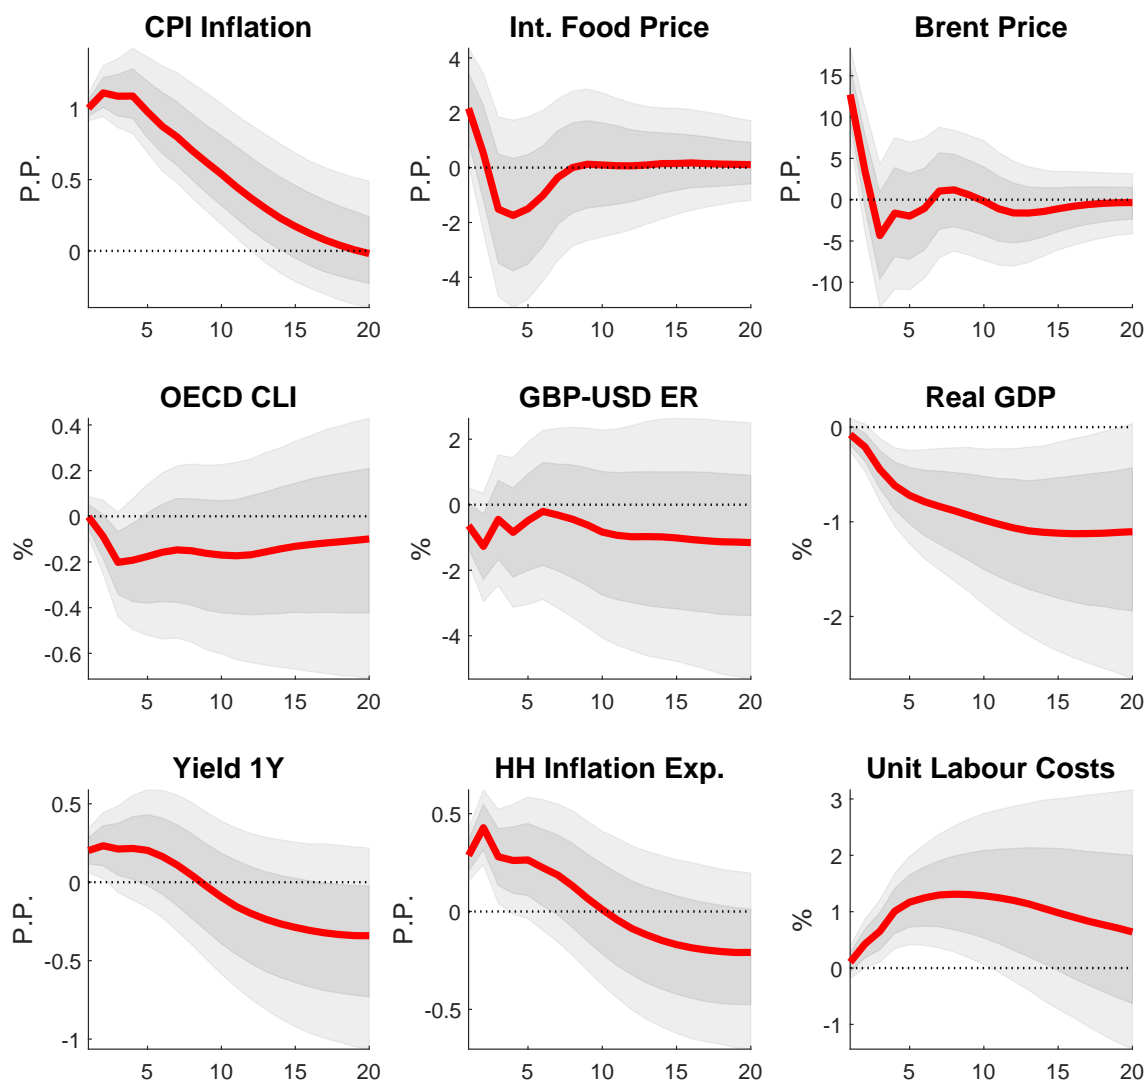 CPI Inflation
P.P.
1
0.5
0
5 10 15 20
Int. Food Price
4
2
0
-2
-4
5 10 15 20
Brent Price
P.P.
15
10
5
0
-5
-10
5 10 15 20
OECD CLI
%
0.4
0.2
0
-0.2
-0.4
-0.6
5 10 15 20
GBP-USD ER
%
2
0
-2
-4
5 10 15 20
Real GDP
0
-1
-2
5 10 15 20
Yield 1Y
P.P.
0.5
0
-0.5
-1
5 10 15 20
HH Inflation Exp.
P.P.
0.5
0
-0.5
5 10 15 20
Unit Labour Costs
%
3
2
1
0
-1
5 10 15 20